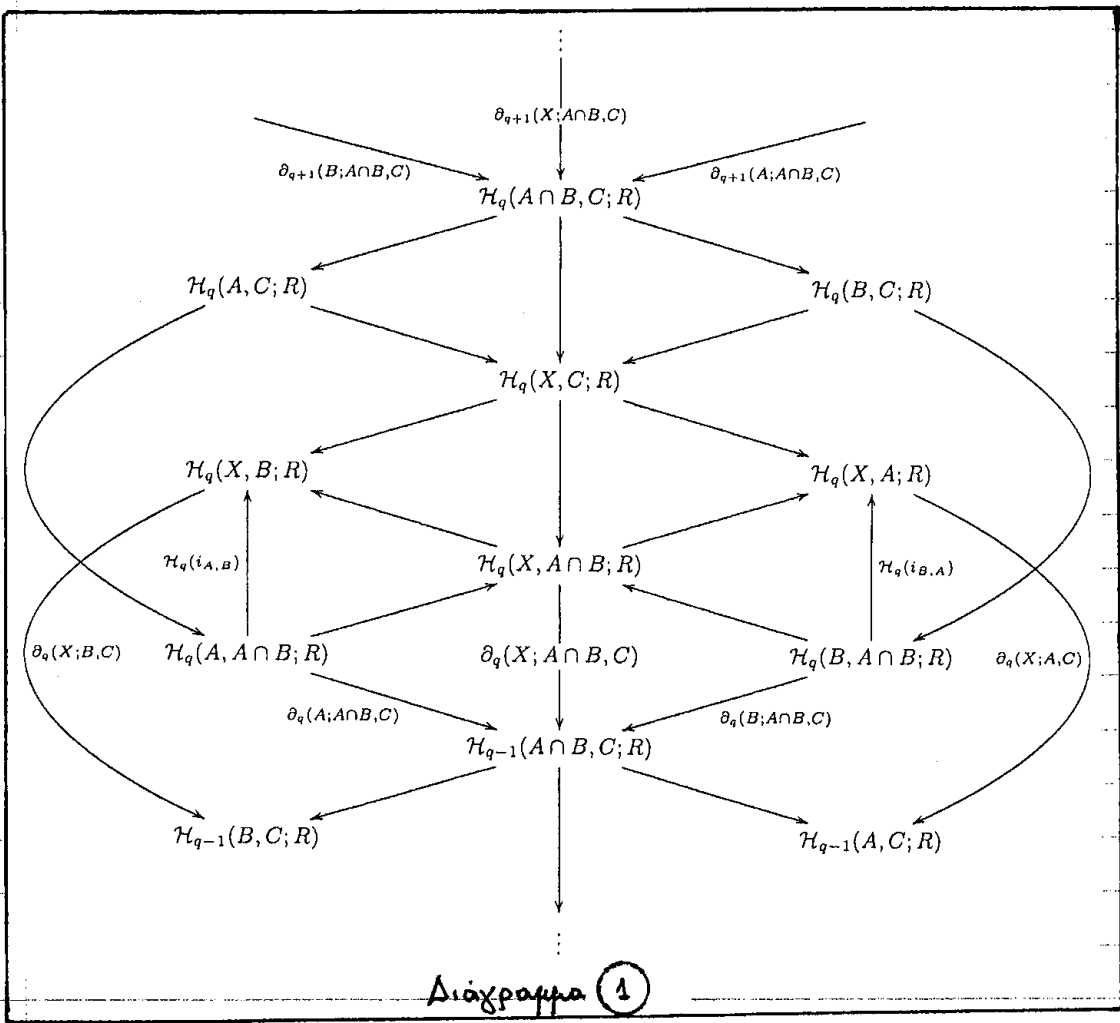 ⋮
∂_{q+1}(X;A∩B,C)
∂_{q+1}(B;A∩B,C) ∂_{q+1}(A;A∩B,C)
ℋ_q(A ∩ B, C; R)
ℋ_q(A, C; R) ℋ_q(B, C; R)
ℋ_q(X, C; R)
ℋ_q(X, B; R) ℋ_q(X, A; R)
ℋ_q(i_{A,B}) ℋ_q(X, A ∩ B; R) ℋ_q(i_{B,A})
∂_q(X;B,C) ℋ_q(A, A ∩ B; R) ∂_q(X; A ∩ B, C) ℋ_q(B, A ∩ B; R) ∂_q(X;A,C)
∂_q(A;A∩B,C) ∂_q(B;A∩B,C)
ℋ_{q−1}(A ∩ B, C; R)
ℋ_{q−1}(B, C; R) ℋ_{q−1}(A, C; R)
⋮
Διάγραμμα 1